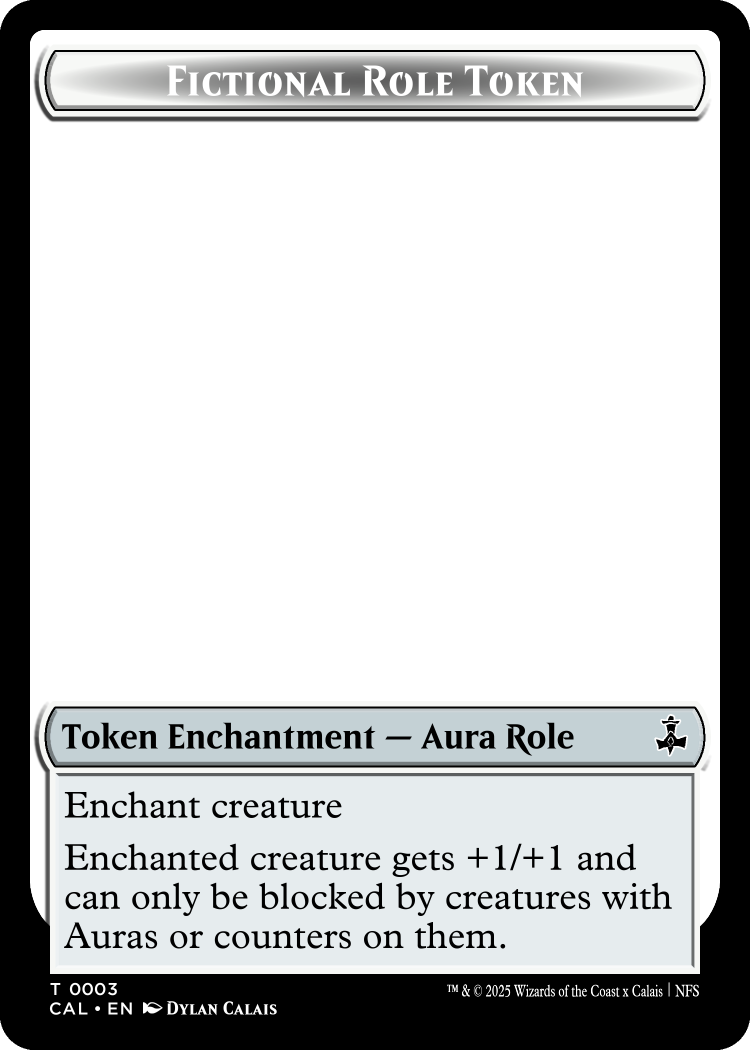 Fictional Role Token
Token Enchantment — Aura Role
Enchant creature
Enchanted creature gets +1/+1 and
can only be blocked by creatures with
Auras or counters on them.
T 0003
CAL • EN Dylan Calais
™ & © 2025 Wizards of the Coast x Calais | NFS